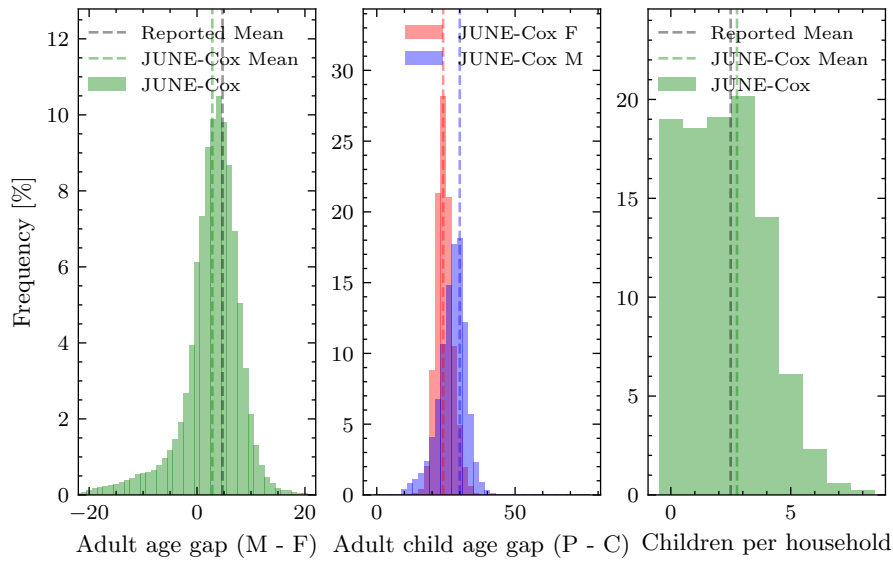 Frequency [%]
12
10
8
6
4
2
0
Reported Mean
JUNE-Cox Mean
JUNE-Cox
−20
0
20
Adult age gap (M - F)
30
25
20
15
10
5
0
JUNE-Cox F
JUNE-Cox M
0
50
Adult child age gap (P - C)
20
15
10
5
0
Reported Mean
JUNE-Cox Mean
JUNE-Cox
0
5
Children per household